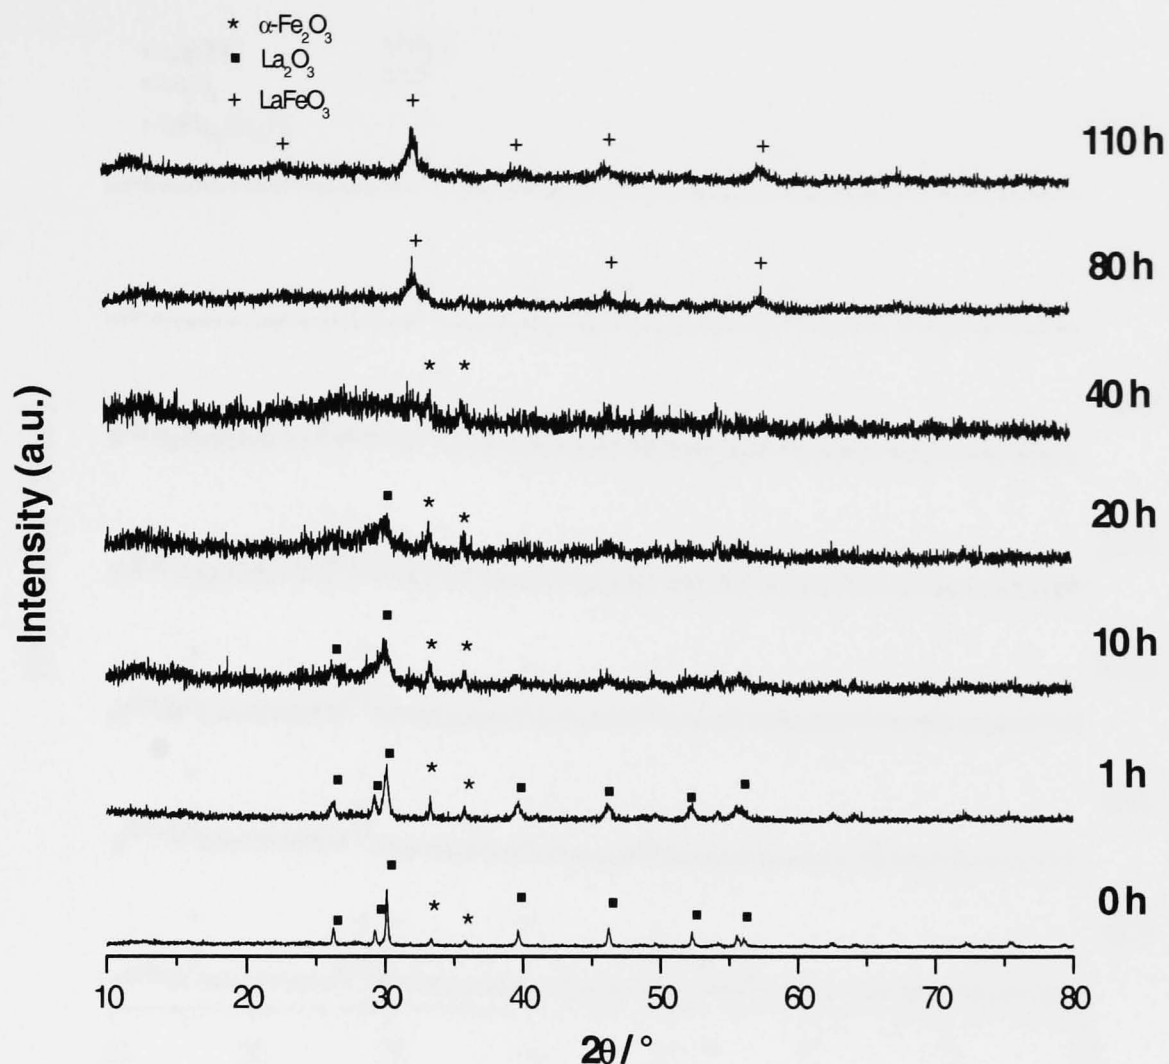 * α-Fe₂O₃
■ La₂O₃
+ LaFeO₃
110 h
80 h
40 h
20 h
10 h
1 h
0 h
Intensity (a.u.)
10 20 30 40 50 60 70 80
2θ / °